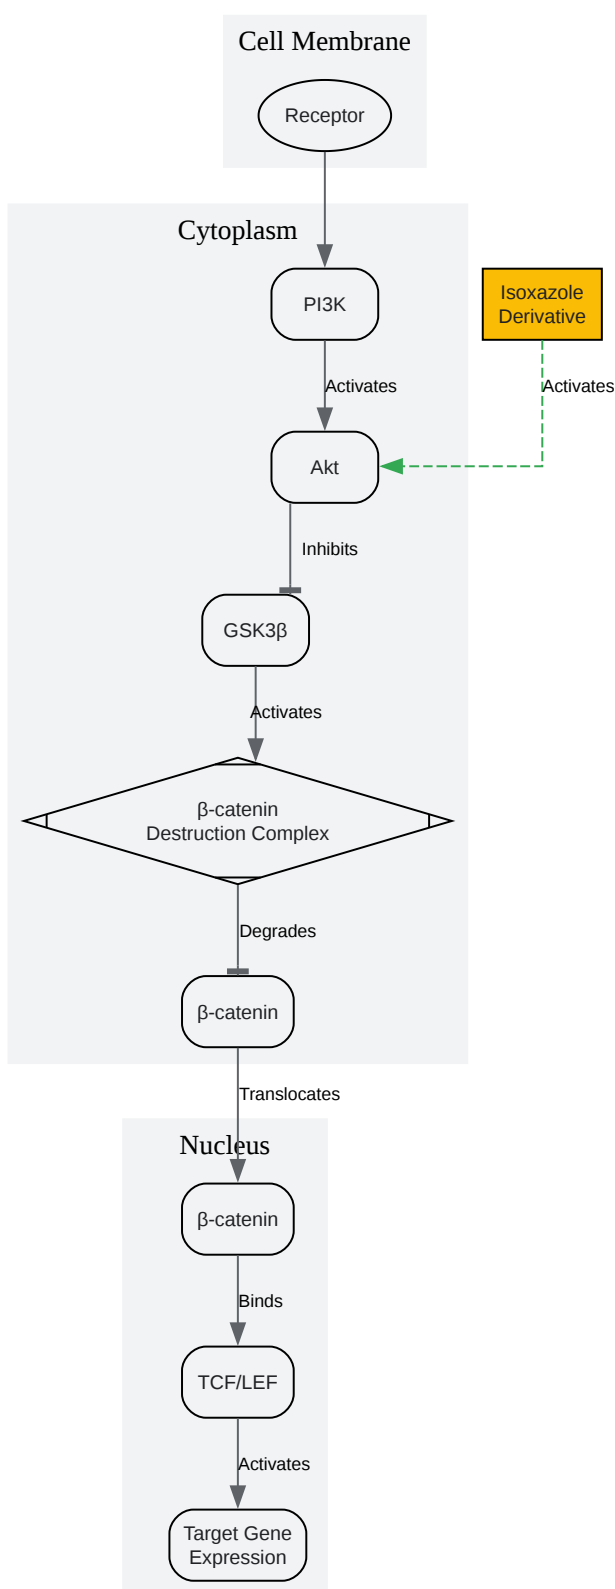 Cell Membrane
Receptor
Cytoplasm
PI3K
Isoxazole
Derivative
Activates
Activates
Akt
Inhibits
GSK3β
Activates
β-catenin
Destruction Complex
Degrades
β-catenin
Translocates
Nucleus
β-catenin
Binds
TCF/LEF
Activates
Target Gene
Expression